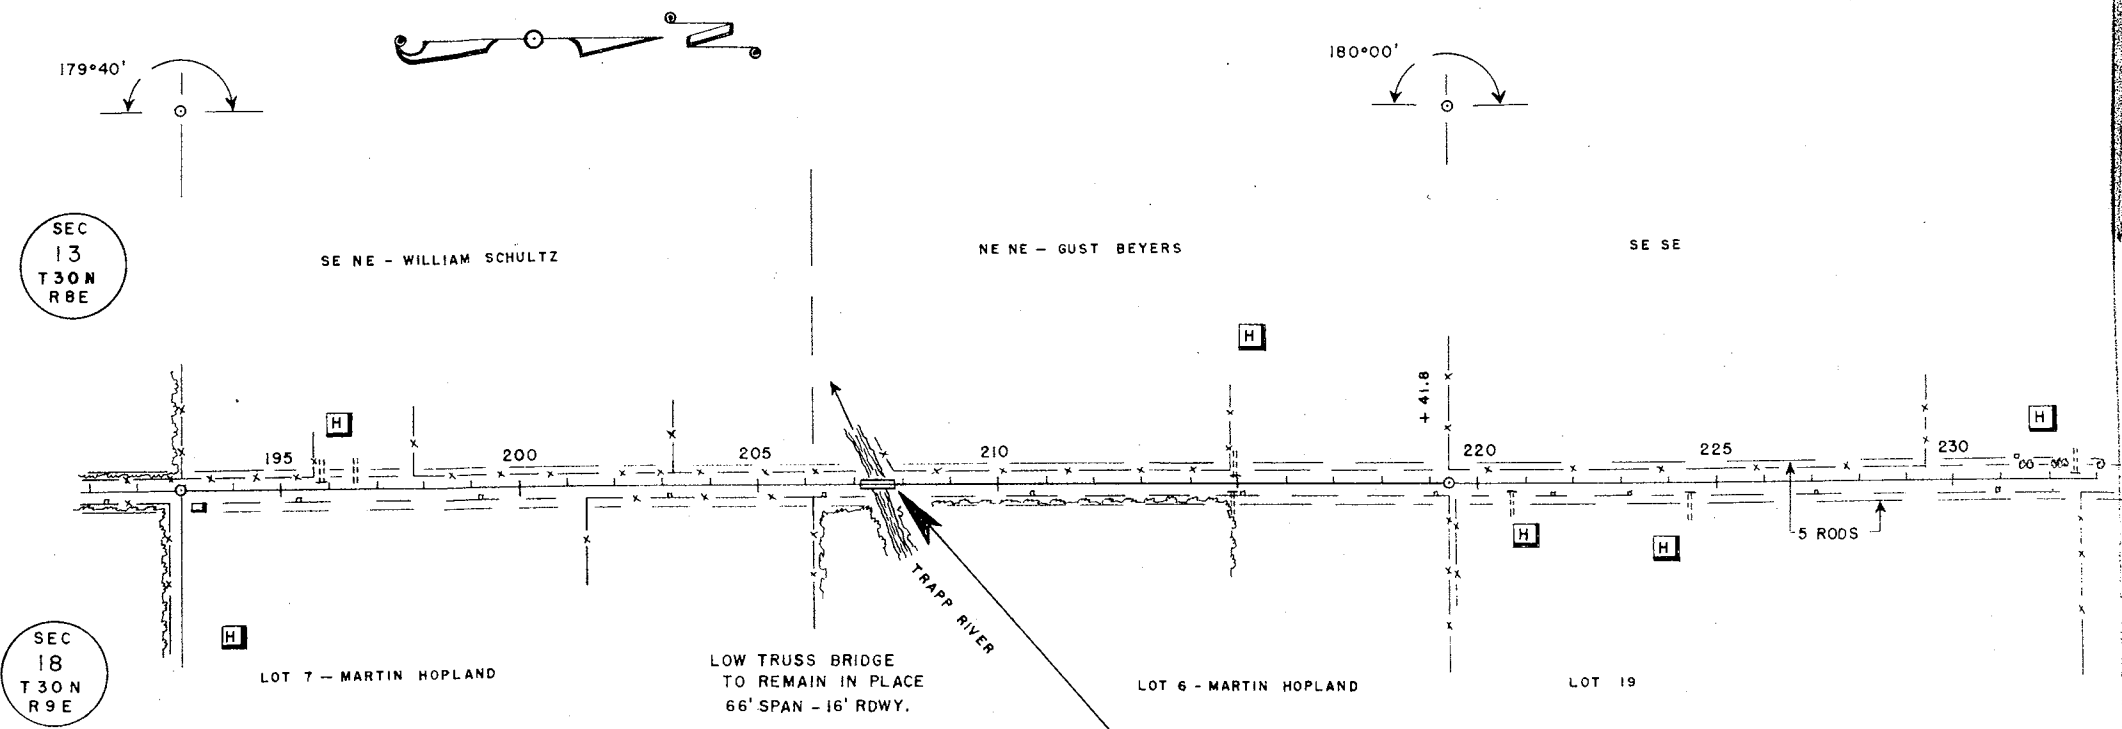 179°40'
180°00'
SEC
13
T30N
R8E
SE NE - WILLIAM SCHULTZ
NE NE - GUST BEYERS
SE SE
H
+ 41.8
H
H
195
200
205
210
220
225
230
H
H
5 RODS
TRAPP RIVER
H
SEC
18
T30N
R9E
LOT 7 - MARTIN HOPLAND
LOW TRUSS BRIDGE
TO REMAIN IN PLACE
66' SPAN - 16' RDWY.
LOT 6 - MARTIN HOPLAND
LOT 19